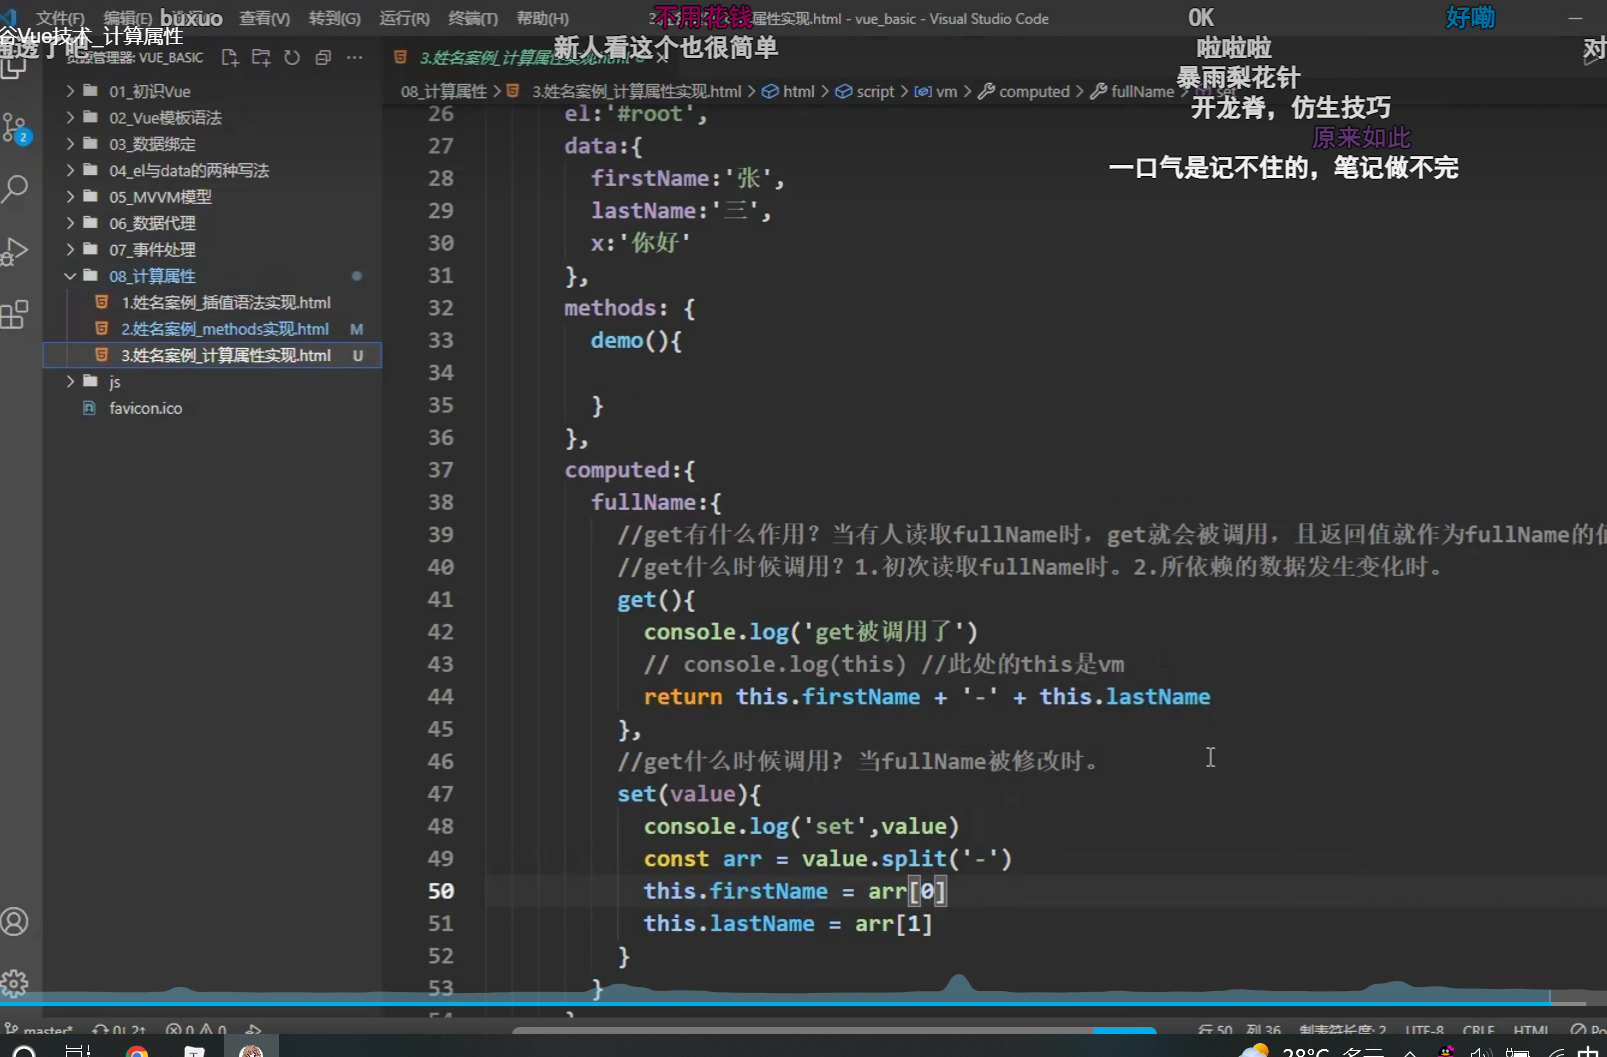 文件(F) 编辑(E) buxuo 查看(V) 转到(G) 运行(R) 终端(T) 帮助(H) 不用花钱 属性实现.html - vue_basic - Visual Studio Code OK 好嘞
谷Vue技术_计算属性
透了吧 新人看这个也很简单 啦啦啦 对
资源管理器: VUE_BASIC
3.姓名案例_计算属性实现.html
暴雨梨花针
08_计算属性 > 3.姓名案例_计算属性实现.html > html > script > vm > computed > fullName > set
开龙脊，仿生技巧
原来如此
一口气是记不住的，笔记做不完
01_初识Vue
02_Vue模板语法
03_数据绑定
04_el与data的两种写法
05_MVVM模型
06_数据代理
07_事件处理
08_计算属性
1.姓名案例_插值语法实现.html
2.姓名案例_methods实现.html M
3.姓名案例_计算属性实现.html U
js
favicon.ico
2
26 el:'#root',
27 data:{
28 firstName:'张',
29 lastName:'三',
30 x:'你好'
31 },
32 methods: {
33 demo(){
34
35 }
36 },
37 computed:{
38 fullName:{
39 //get有什么作用？当有人读取fullName时，get就会被调用，且返回值就作为fullName的值
40 //get什么时候调用？1.初次读取fullName时。2.所依赖的数据发生变化时。
41 get(){
42 console.log('get被调用了')
43 // console.log(this) //此处的this是vm
44 return this.firstName + '-' + this.lastName
45 },
46 //get什么时候调用? 当fullName被修改时。
47 set(value){
48 console.log('set',value)
49 const arr = value.split('-')
50 this.firstName = arr[0]
51 this.lastName = arr[1]
52 }
53 }
master* 0↓ 2↑ 0 0 行 50, 列 36 制表符长度: 2 UTF-8 CRLF HTML
28°C 多云 中